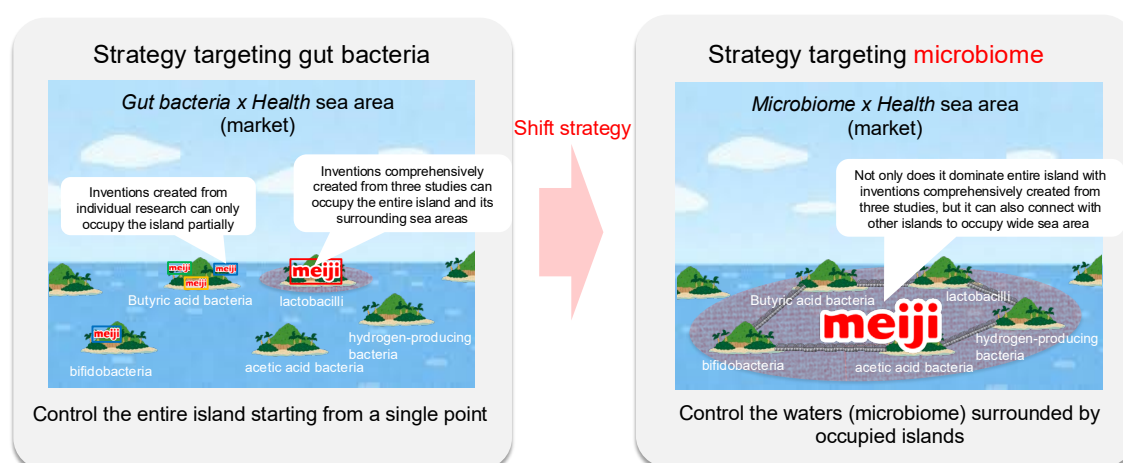 Strategy targeting gut bacteria
Gut bacteria x Health sea area
(market)
Inventions created from
individual research can only
occupy the island partially
Inventions comprehensively
created from three studies can
occupy the entire island and its
surrounding sea areas
meiji
meiji
meiji
meiji
Butyric acid bacteria
lactobacilli
meiji
bifidobacteria
acetic acid bacteria
hydrogen-producing
bacteria
Control the entire island starting from a single point
Shift strategy
Strategy targeting microbiome
Microbiome x Health sea area
(market)
Not only does it dominate entire island with
inventions comprehensively created from
three studies, but it can also connect with
other islands to occupy wide sea area
Butyric acid bacteria
lactobacilli
meiji
bifidobacteria
acetic acid bacteria
hydrogen-producing
bacteria
Control the waters (microbiome) surrounded by
occupied islands